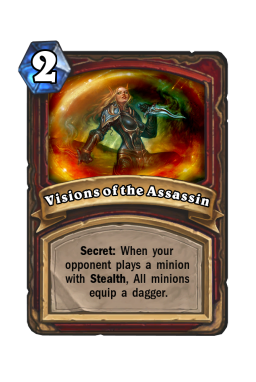 2
Visions of the Assassin
Secret: When your
opponent plays a minion
with Stealth, All minions
equip a dagger.